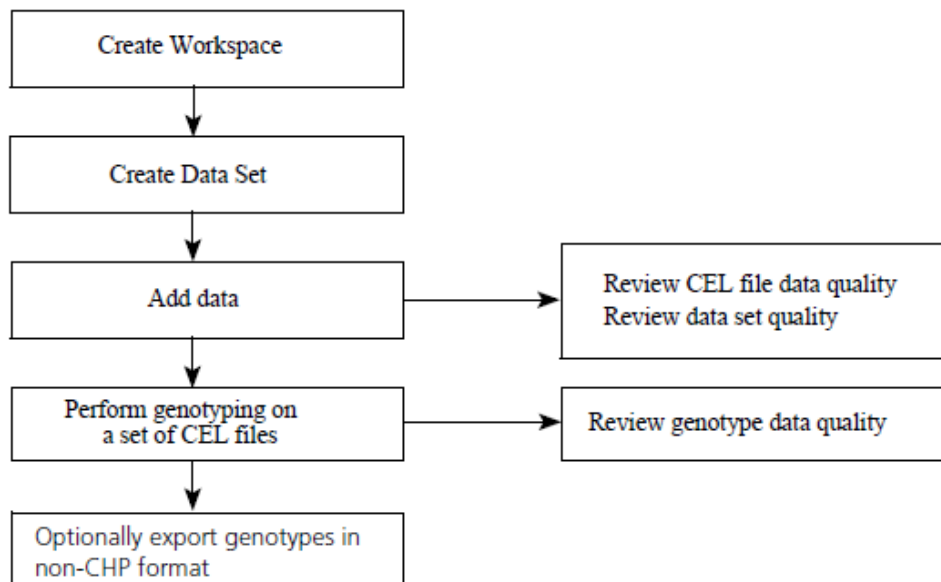 Create Workspace
Create Data Set
Add data
Review CEL file data quality
Review data set quality
Perform genotyping on
a set of CEL files
Review genotype data quality
Optionally export genotypes in
non-CHP format